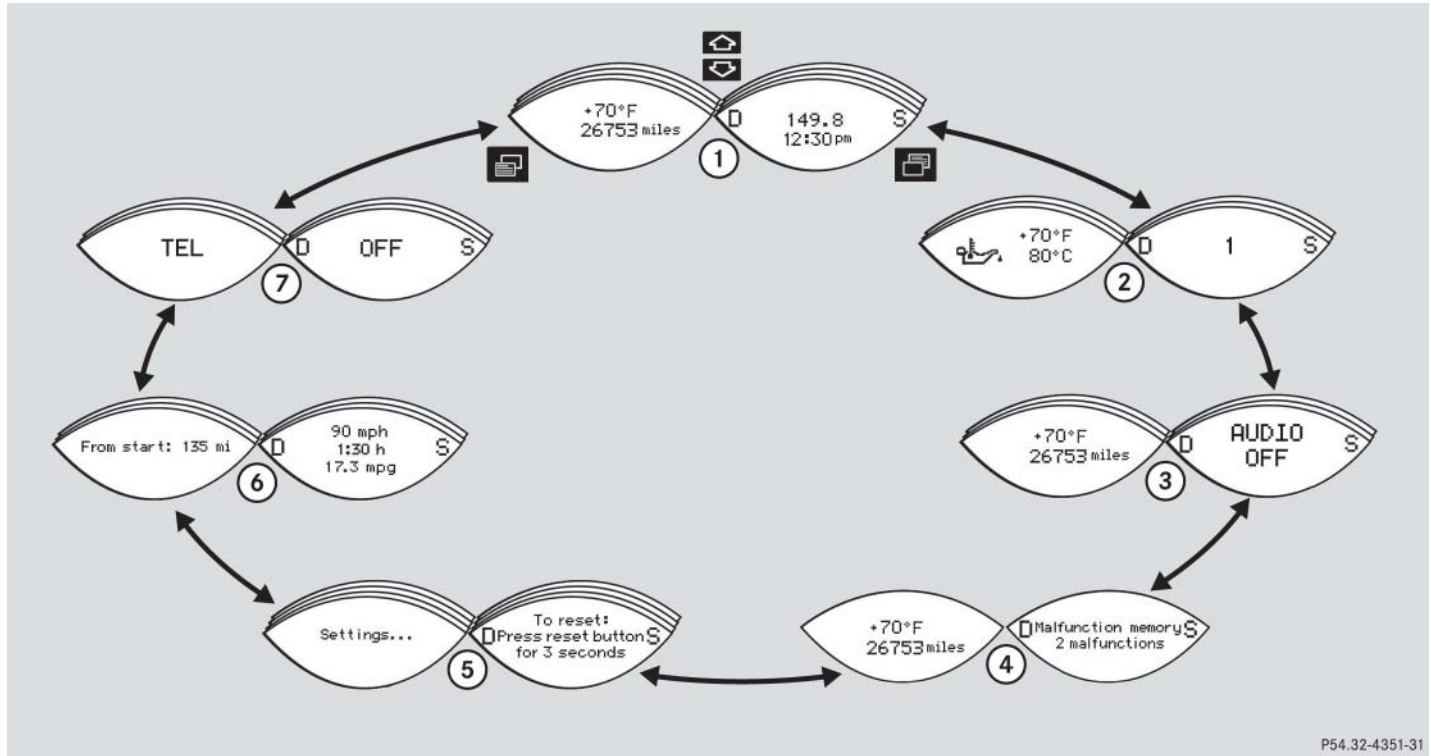 +70°F
26753 miles
D
149.8
12:30 pm
S
1
+70°F
80°C
D
1
S
2
+70°F
26753 miles
D
AUDIO
OFF
S
3
+70°F
26753 miles
D
Malfunction memory
2 malfunctions
S
4
Settings...
D
To reset:
Press reset button
for 3 seconds
S
5
From start: 135 mi
D
90 mph
1:30 h
17.3 mpg
S
6
TEL
D
OFF
S
7
P54.32-4351-31